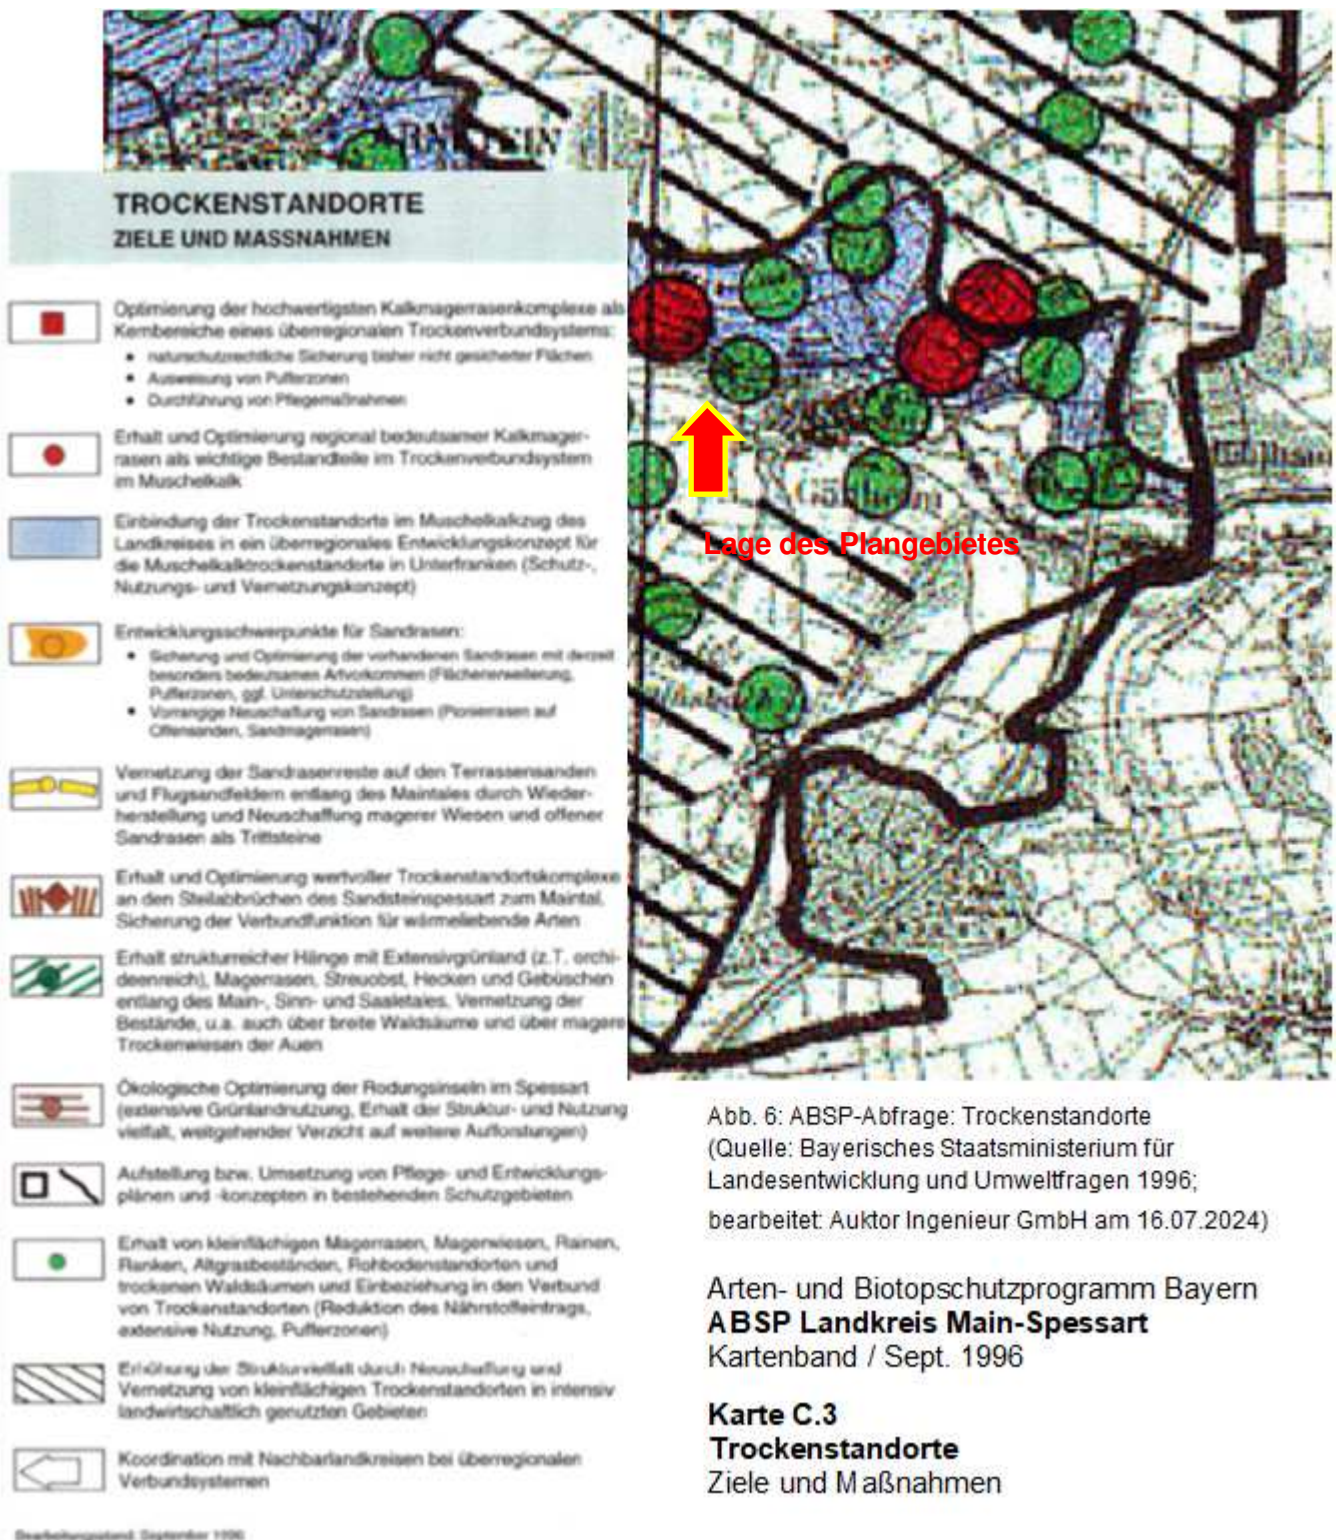 TROCKENSTANDORTE
ZIELE UND MASSNAHMEN
Optimierung der hochwertigsten Kalkmagerrasenkomplexe als
Kernbereiche eines überregionalen Trockenverbundsystems:
• naturschutzrechtliche Sicherung bisher nicht gesicherter Flächen
• Ausweisung von Pufferzonen
• Durchführung von Pflegemaßnahmen
Erhalt und Optimierung regional bedeutsamer Kalkmager-
rasen als wichtige Bestandteile im Trockenverbundsystem
im Muschelkalk
Einbindung der Trockenstandorte im Muschelkalkzug des
Landkreises in ein überregionales Entwicklungskonzept für
die Muschelkalktrockenstandorte in Unterfranken (Schutz-,
Nutzungs- und Vernetzungskonzept)
Entwicklungsschwerpunkte für Sandrasen:
• Sicherung und Optimierung der vorhandenen Sandrasen mit derzeit
besonders bedeutsamen Artvorkommen (Flächenerweiterung,
Pufferzonen, ggf. Unterschutzstellung)
• Vorrangige Neuschaffung von Sandrasen (Pionierrasen auf
Offensanden, Sandmagerrasen)
Vernetzung der Sandrasenreste auf den Terrassensanden
und Flugsandfeldern entlang des Maintales durch Wieder-
herstellung und Neuschaffung magerer Wiesen und offener
Sandrasen als Trittsteine
Erhalt und Optimierung wertvoller Trockenstandortskomplexe
an den Steilabbrüchen des Sandsteinspessart zum Maintal,
Sicherung der Verbundfunktion für wärmeliebende Arten
Erhalt strukturreicher Hänge mit Extensivgrünland (z.T. orchi-
deenreich), Magerrasen, Streuobst, Hecken und Gebüschen
entlang des Main-, Sinn- und Saaletales, Vernetzung der
Bestände, u.a. auch über breite Waldsäume und über magere
Trockenwiesen der Auen
Ökologische Optimierung der Rodungsinseln im Spessart
(extensive Grünlandnutzung, Erhalt der Struktur- und Nutzung
vielfalt, weitgehender Verzicht auf weitere Aufforstungen)
Aufstellung bzw. Umsetzung von Pflege- und Entwicklungs-
plänen und -konzepten in bestehenden Schutzgebieten
Erhalt von kleinflächigen Magerrasen, Magerwiesen, Rainen,
Ranken, Altgrasbeständen, Rohbodenstandorten und
trockenen Waldsäumen und Einbeziehung in den Verbund
von Trockenstandorten (Reduktion des Nährstoffeintrags,
extensive Nutzung, Pufferzonen)
Erhöhung der Strukturvielfalt durch Neuschaffung und
Vernetzung von kleinflächigen Trockenstandorten in intensiv
landwirtschaftlich genutzten Gebieten
Koordination mit Nachbarlandkreisen bei überregionalen
Verbundsystemen
Bearbeitungsstand: September 1996
Lage des Plangebietes
Abb. 6: ABSP-Abfrage: Trockenstandorte
(Quelle: Bayerisches Staatsministerium für
Landesentwicklung und Umweltfragen 1996;
bearbeitet: Auktor Ingenieur GmbH am 16.07.2024)
Arten- und Biotopschutzprogramm Bayern
ABSP Landkreis Main-Spessart
Kartenband / Sept. 1996
Karte C.3
Trockenstandorte
Ziele und Maßnahmen